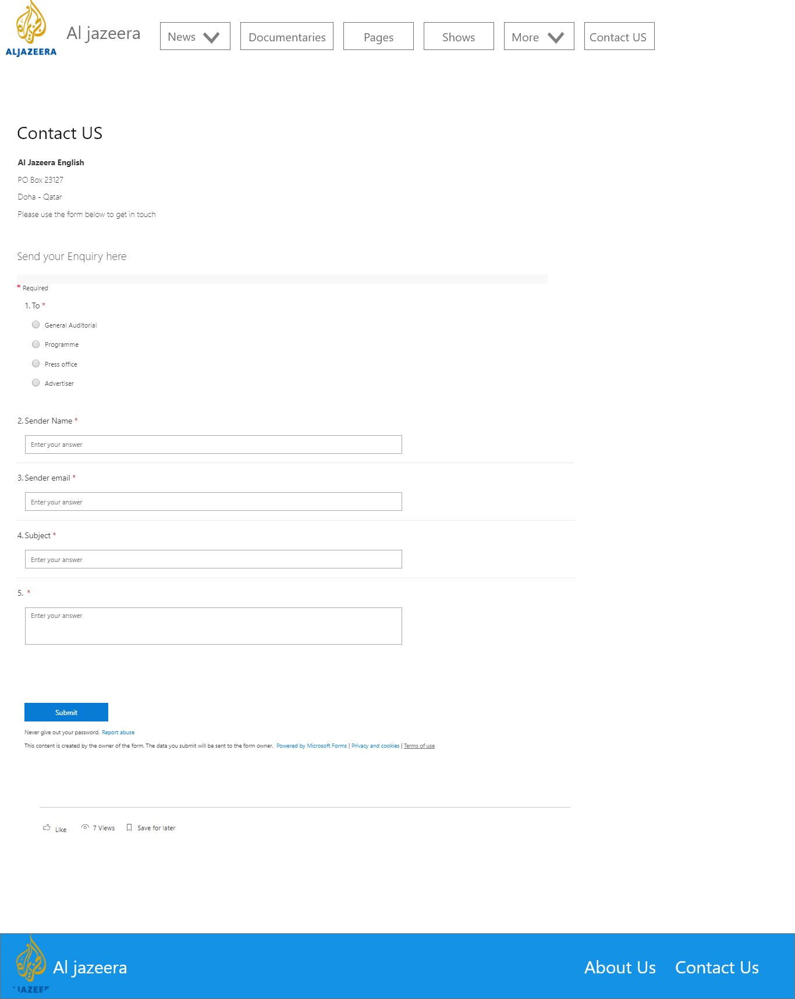 ALJAZEERA
Al jazeera
News
Documentaries
Pages
Shows
More
Contact US
Contact US
Al Jazeera English
PO Box 23127
Doha - Qatar
Please use the form below to get in touch
Send your Enquiry here
* Required
1. To *
General Auditorial
Programme
Press office
Advertiser
2. Sender Name *
Enter your answer
3. Sender email *
Enter your answer
4. Subject *
Enter your answer
5. *
Enter your answer
Submit
Never give out your password. Report abuse
This content is created by the owner of the form. The data you submit will be sent to the form owner. Powered by Microsoft Forms | Privacy and cookies | Terms of use
Like
7 Views
Save for later
Al jazeera
About Us
Contact Us